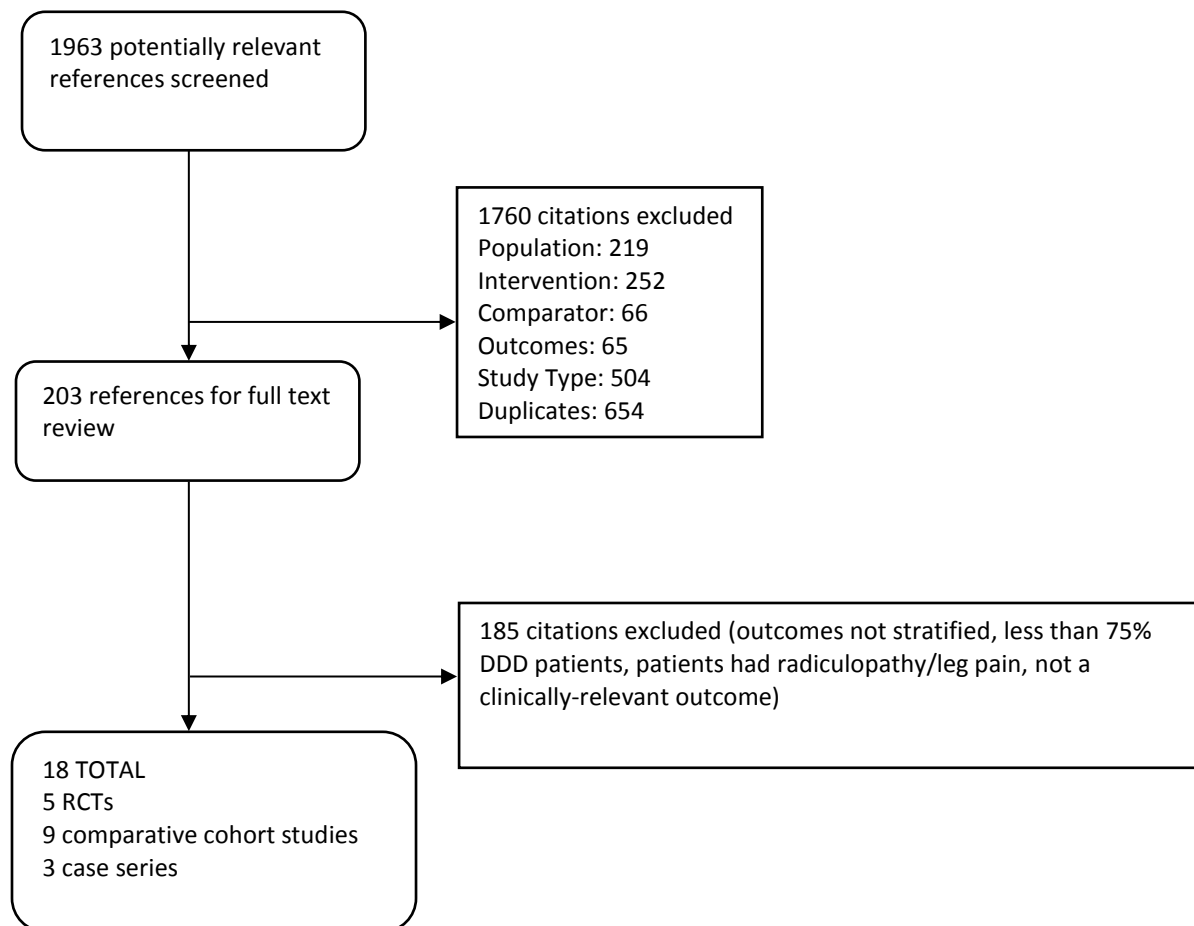 1963 potentially relevant
references screened
1760 citations excluded
Population: 219
Intervention: 252
Comparator: 66
Outcomes: 65
Study Type: 504
Duplicates: 654
203 references for full text
review
185 citations excluded (outcomes not stratified, less than 75%
DDD patients, patients had radiculopathy/leg pain, not a
clinically-relevant outcome)
18 TOTAL
5 RCTs
9 comparative cohort studies
3 case series